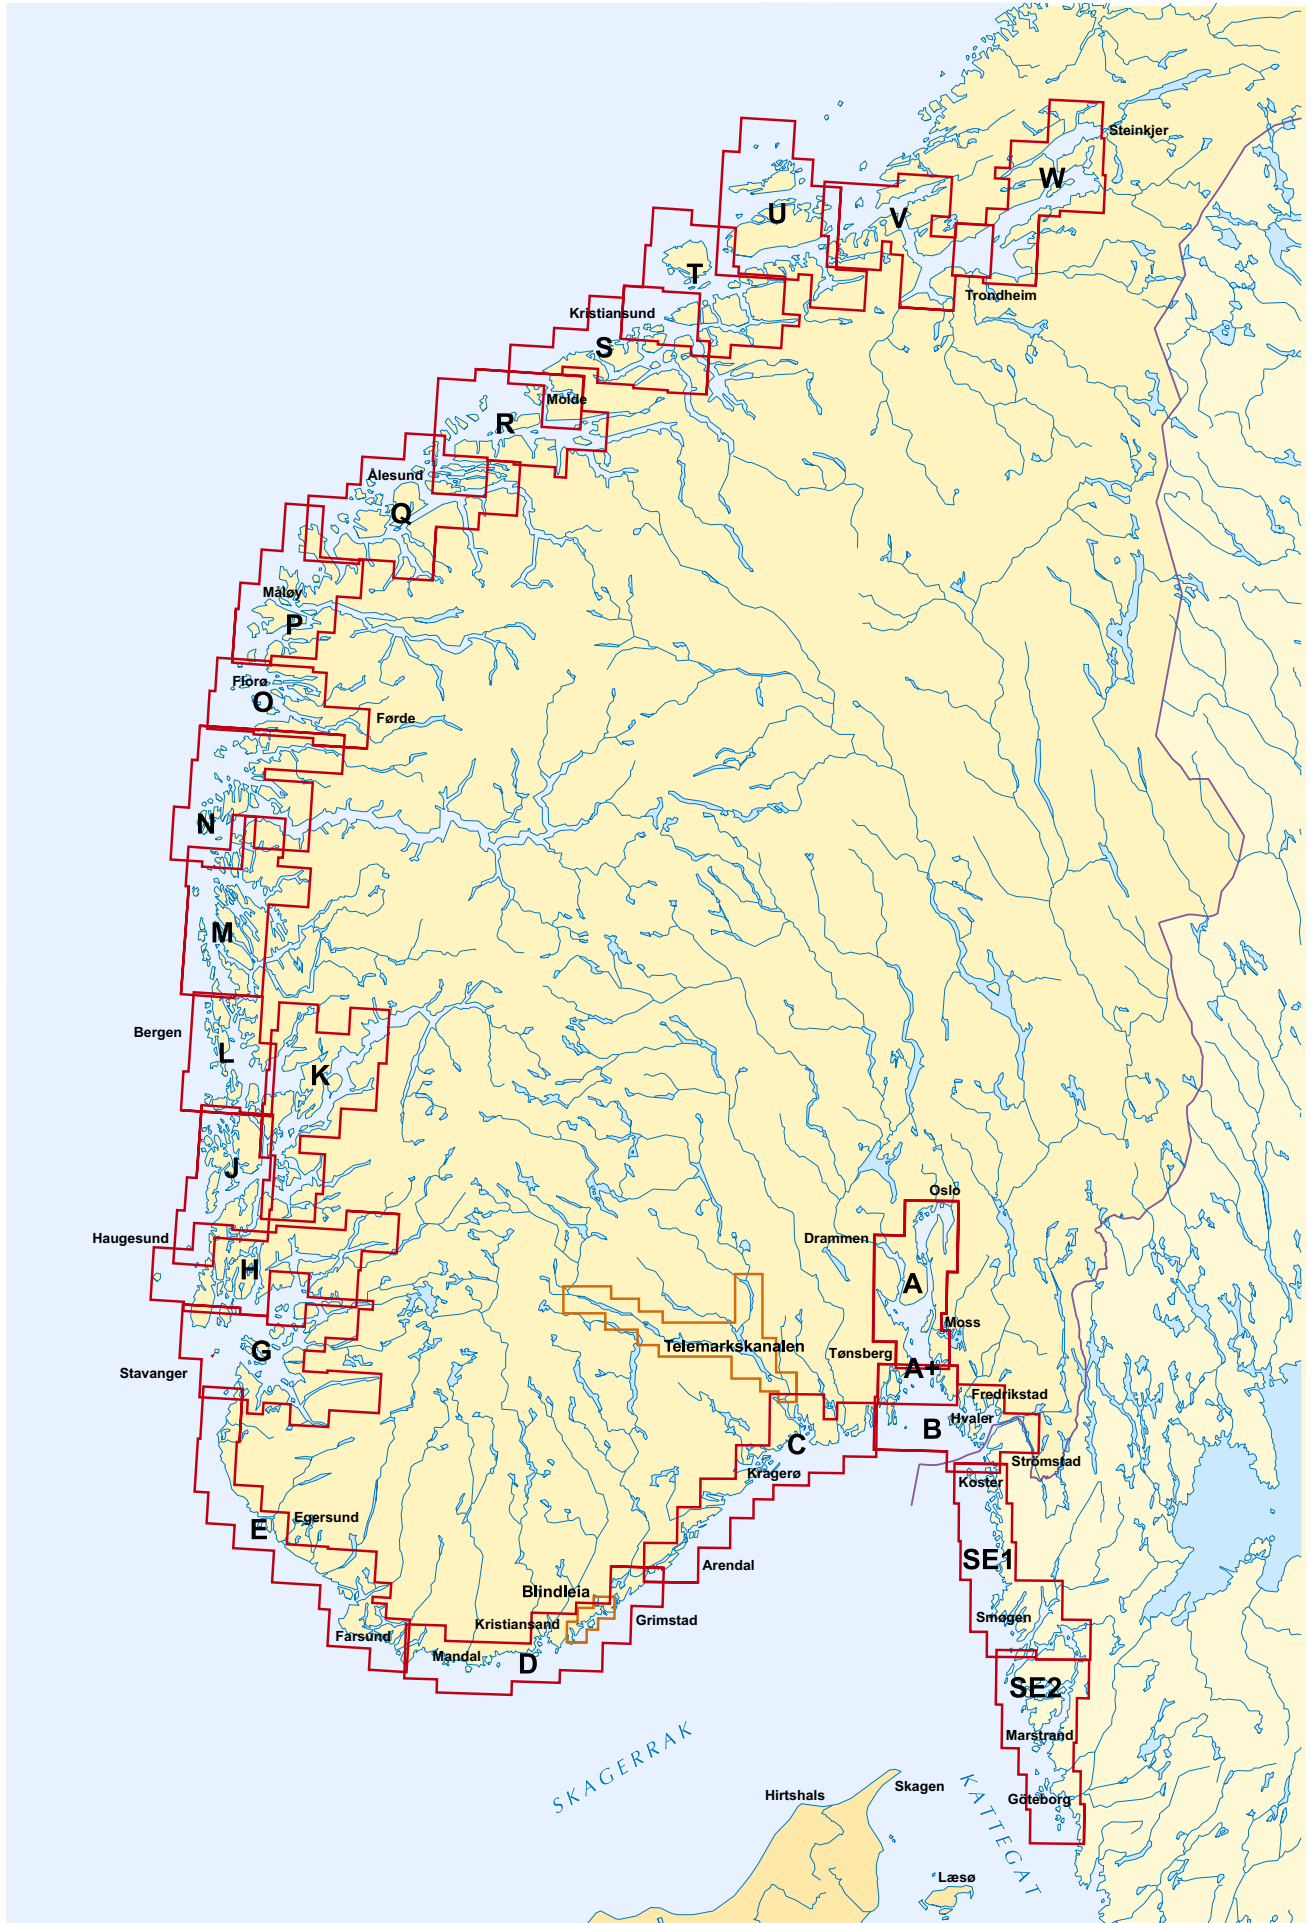 Steinkjer
W
U
V
T
Trondheim
Kristiansund
S
Molde
R
Ålesund
Q
Måløy
P
Florø
O
Førde
N
M
Bergen
L
K
J
Oslo
Haugesund
Drammen
H
A
Moss
Telemarkskanalen
G
Tønsberg
A+
Stavanger
Fredrikstad
Hvaler
B
C
Strömstad
Kragerø
Koster
Egersund
E
SE1
Arendal
Blindleia
Smøgen
Grimstad
Kristiansand
Farsund
Mandal
D
SE2
Marstrand
SKAGERRAK
Skagen
Hirtshals
KATTEGAT
Göteborg
Læsø